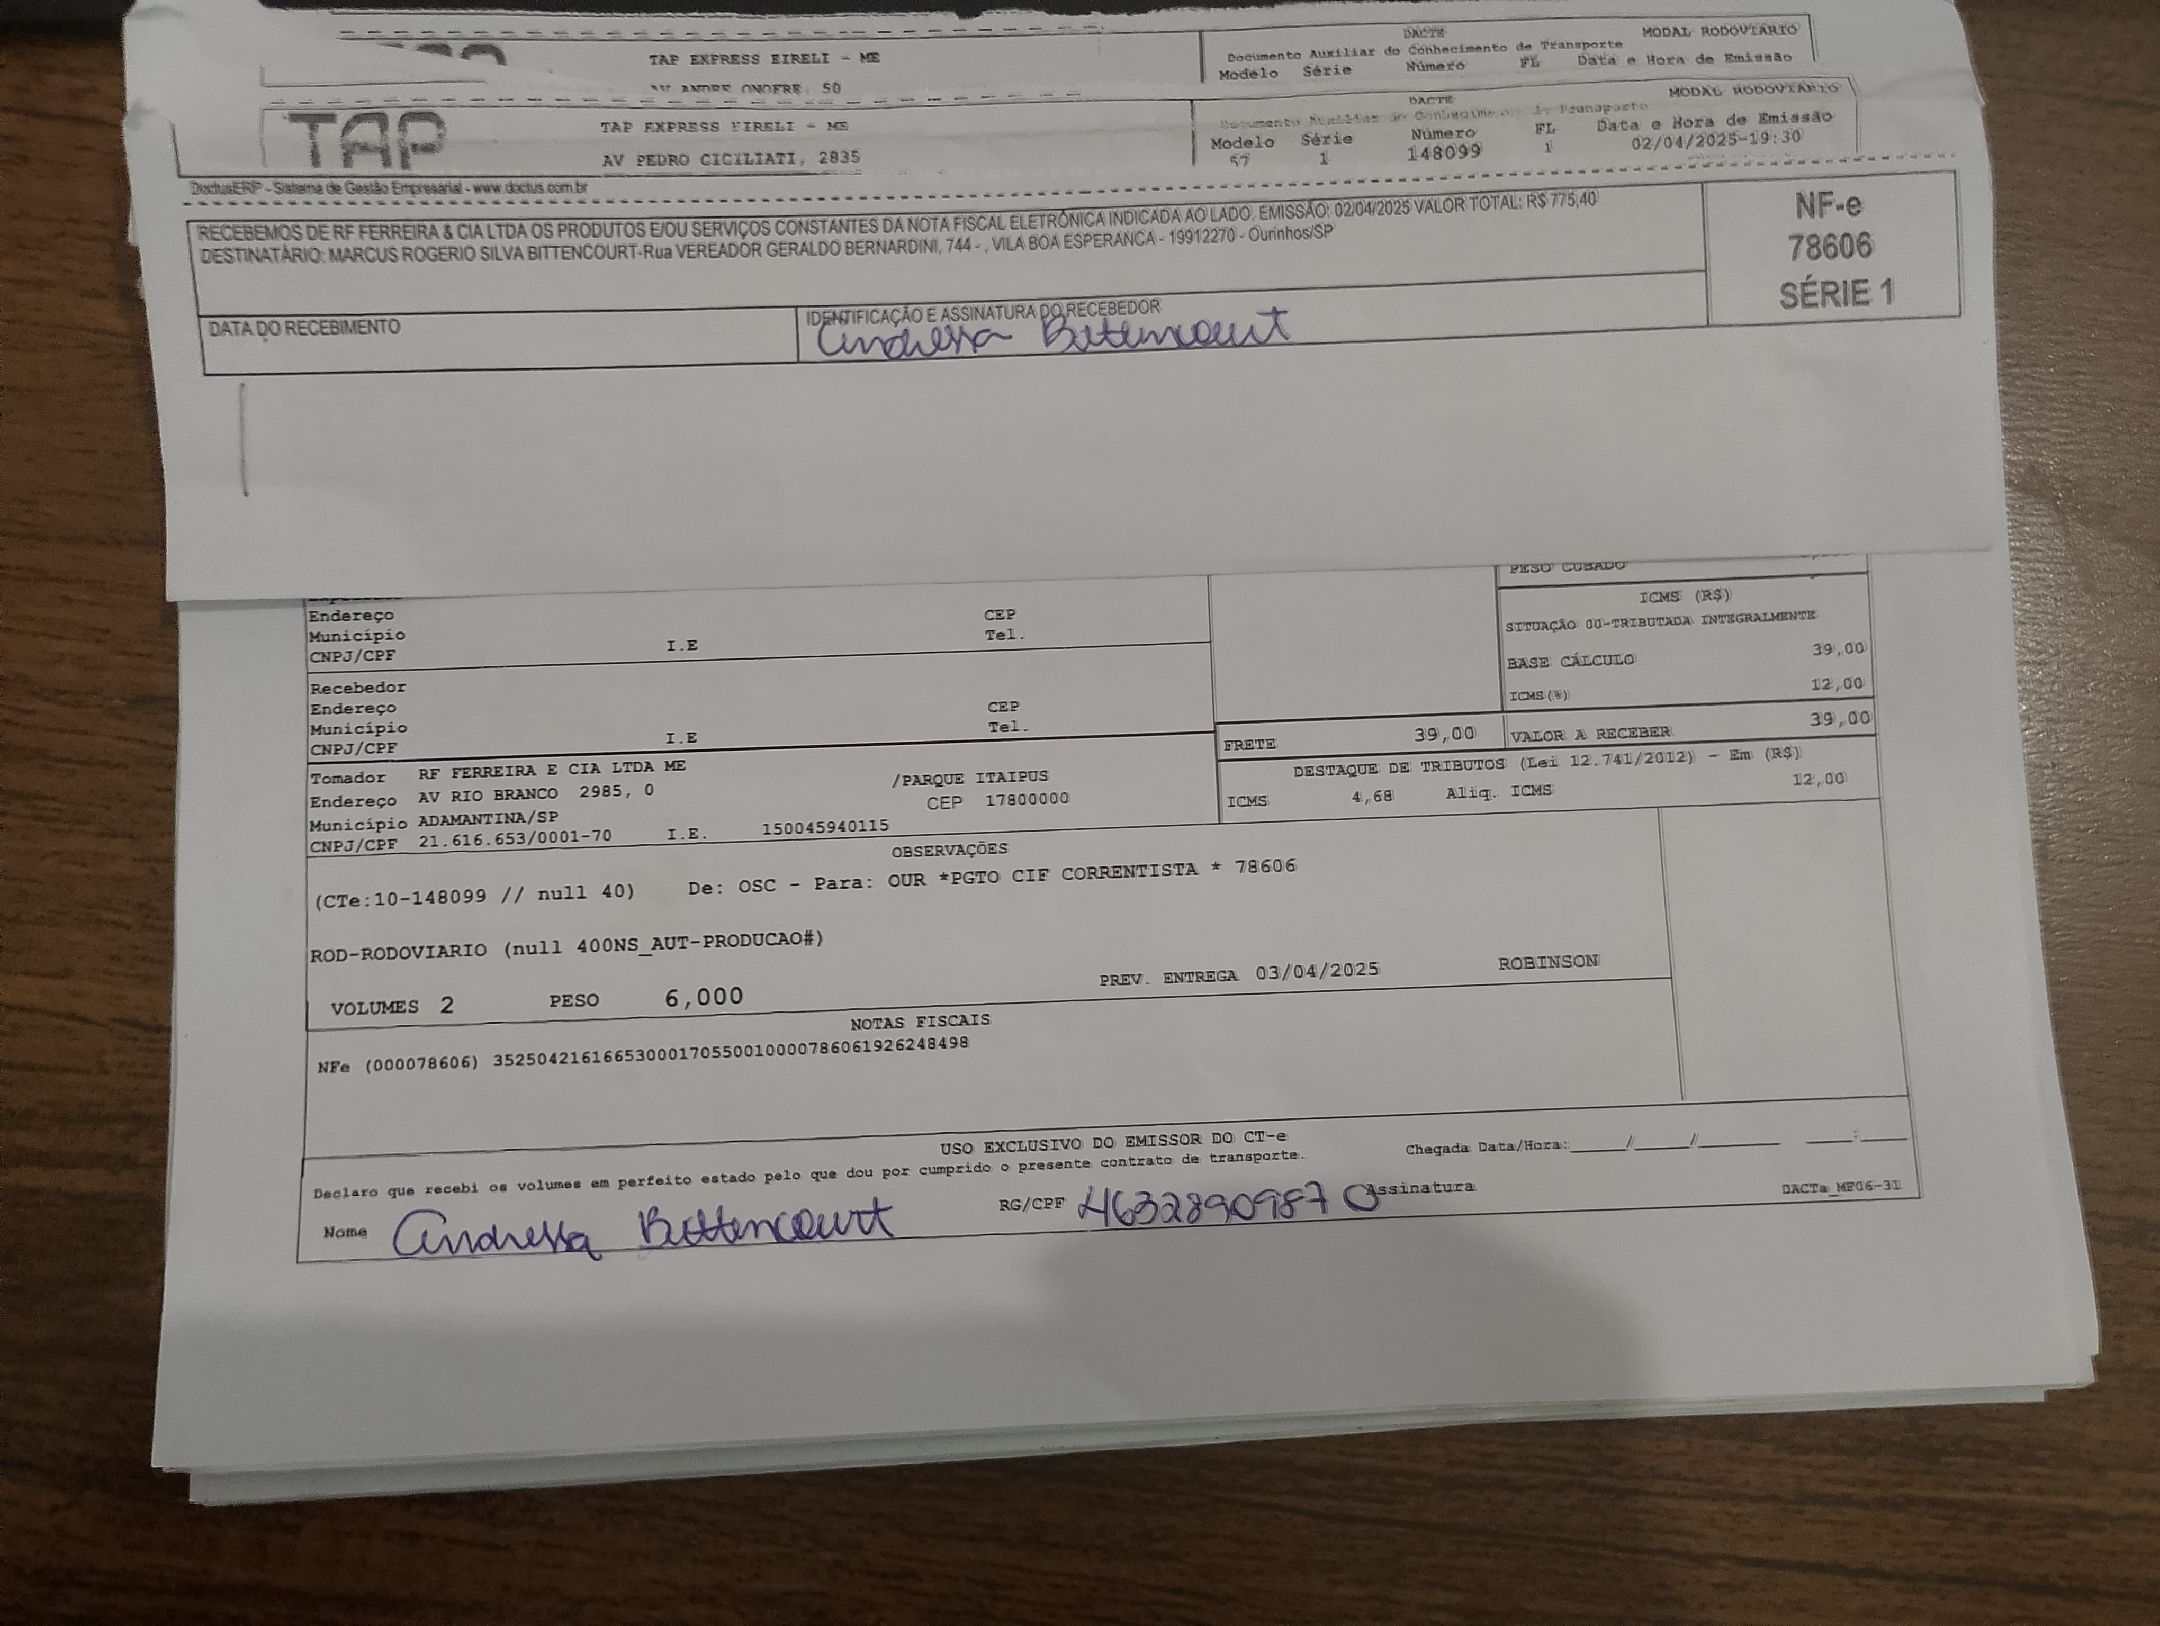 TAP EXPRESS EIRELI - ME
AV ANDRE ONOFRE, 50
DACTE
MODAL RODOVIÁRIO
Documento Auxiliar do Conhecimento de Transporte
Modelo Série Número FL Data e Hora de Emissão
TAP
TAP EXPRESS EIRELI - ME
AV PEDRO CICILIATI, 2835
DACTE
MODAL RODOVIÁRIO
Modelo Série Número FL Data e Hora de Emissão
57 1 148099 1 02/04/2025-19:30
DoctusERP - Sistema de Gestão Empresarial - www.doctus.com.br
RECEBEMOS DE RF FERREIRA & CIA LTDA OS PRODUTOS E/OU SERVIÇOS CONSTANTES DA NOTA FISCAL ELETRÔNICA INDICADA AO LADO. EMISSÃO: 02/04/2025 VALOR TOTAL: R$ 775,40
DESTINATÁRIO: MARCUS ROGERIO SILVA BITTENCOURT-Rua VEREADOR GERALDO BERNARDINI, 744 - , VILA BOA ESPERANCA - 19912270 - Ourinhos/SP
NF-e
78606
SÉRIE 1
DATA DO RECEBIMENTO
IDENTIFICAÇÃO E ASSINATURA DO RECEBEDOR
Andressa Bittencourt
PESO CUBADO
Endereço CEP
Município Tel.
CNPJ/CPF I.E
ICMS (R$)
SITUAÇÃO 00-TRIBUTADA INTEGRALMENTE
BASE CÁLCULO 39,00
ICMS(%) 12,00
Recebedor
Endereço CEP
Município Tel.
CNPJ/CPF I.E
FRETE 39,00 VALOR A RECEBER 39,00
DESTAQUE DE TRIBUTOS (Lei 12.741/2012) - Em (R$)
ICMS 4,68 Aliq. ICMS 12,00
Tomador RF FERREIRA E CIA LTDA ME
Endereço AV RIO BRANCO 2985, 0 /PARQUE ITAIPUS
Município ADAMANTINA/SP CEP 17800000
CNPJ/CPF 21.616.653/0001-70 I.E. 150045940115
OBSERVAÇÕES
(CTe:10-148099 // null 40) De: OSC - Para: OUR *PGTO CIF CORRENTISTA * 78606
ROD-RODOVIARIO (null 400NS_AUT-PRODUCAO#)
VOLUMES 2 PESO 6,000 PREV. ENTREGA 03/04/2025 ROBINSON
NOTAS FISCAIS
NFe (000078606) 35250421616653000170550010000786061926248498
USO EXCLUSIVO DO EMISSOR DO CT-e
Declaro que recebi os volumes em perfeito estado pelo que dou por cumprido o presente contrato de transporte.
Chegada Data/Hora:____/____/______ ____:____
Nome Andressa Bittencourt RG/CPF 46328909870 Assinatura
DACTe_MF06-3I